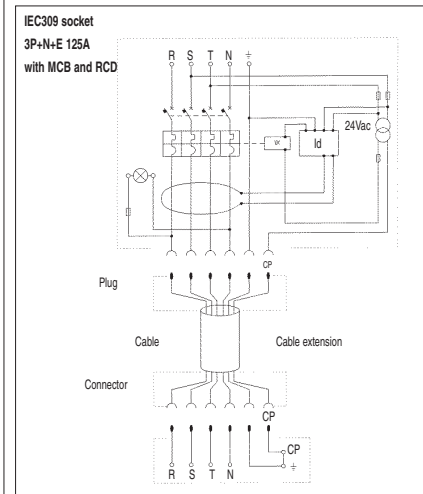 IEC309 socket
3P+N+E 125A
with MCB and RCD
R S T N
24Vac
Id
CP
Plug
Cable
Cable extension
Connector
CP
CP
R S T N